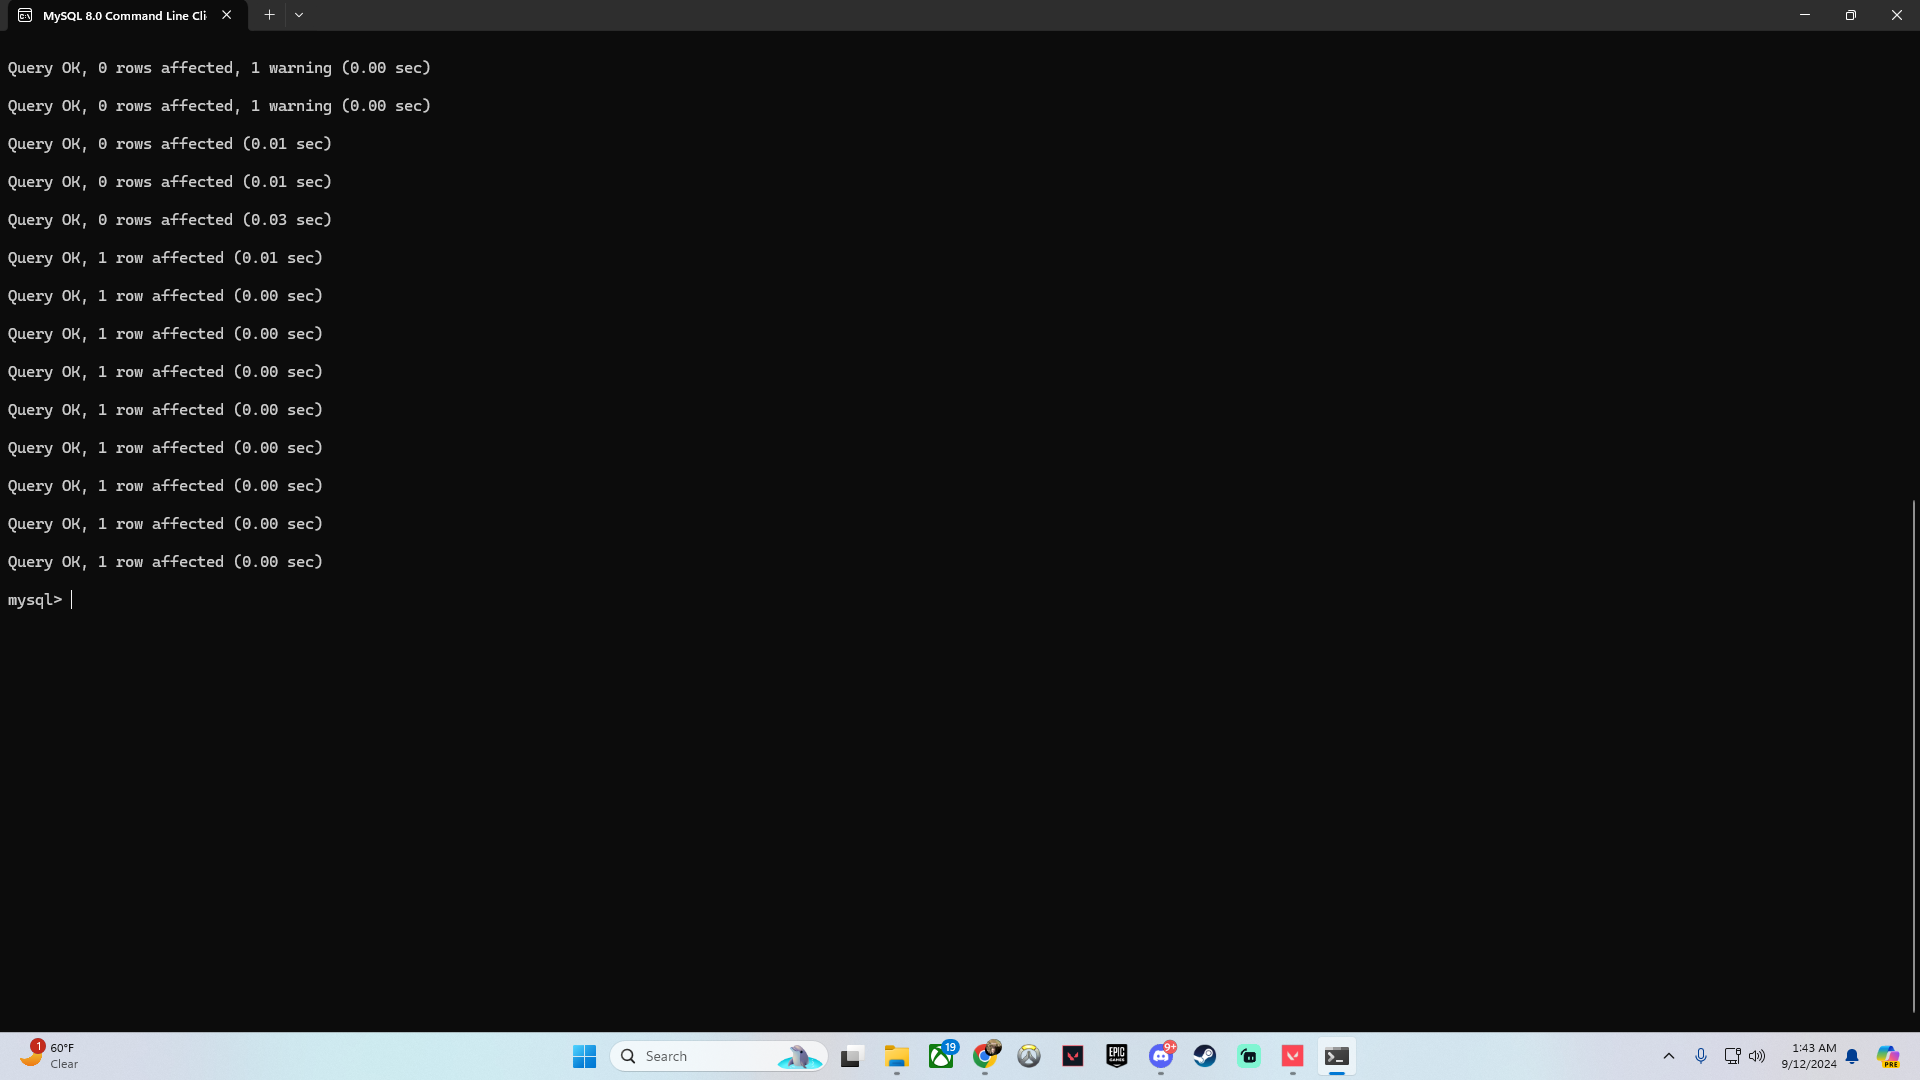 MySQL 8.0 Command Line Cli
Query OK, 0 rows affected, 1 warning (0.00 sec)
Query OK, 0 rows affected, 1 warning (0.00 sec)
Query OK, 0 rows affected (0.01 sec)
Query OK, 0 rows affected (0.01 sec)
Query OK, 0 rows affected (0.03 sec)
Query OK, 1 row affected (0.01 sec)
Query OK, 1 row affected (0.00 sec)
Query OK, 1 row affected (0.00 sec)
Query OK, 1 row affected (0.00 sec)
Query OK, 1 row affected (0.00 sec)
Query OK, 1 row affected (0.00 sec)
Query OK, 1 row affected (0.00 sec)
Query OK, 1 row affected (0.00 sec)
Query OK, 1 row affected (0.00 sec)
mysql>
1
60°F
Clear
Search
19
EPIC
GAMES
9+
1:43 AM
9/12/2024
PRE